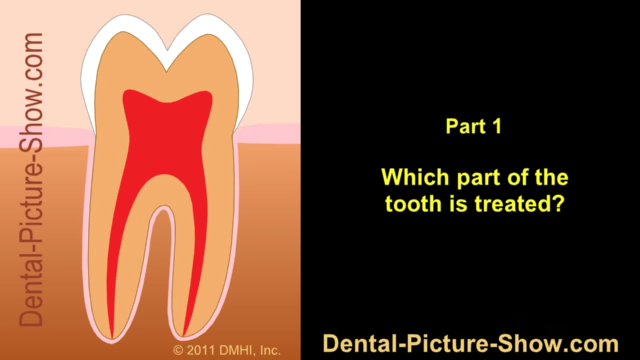 Dental-Picture-Show.com
© 2011 DMHI, Inc.
Part 1
Which part of the
tooth is treated?
Dental-Picture-Show.com